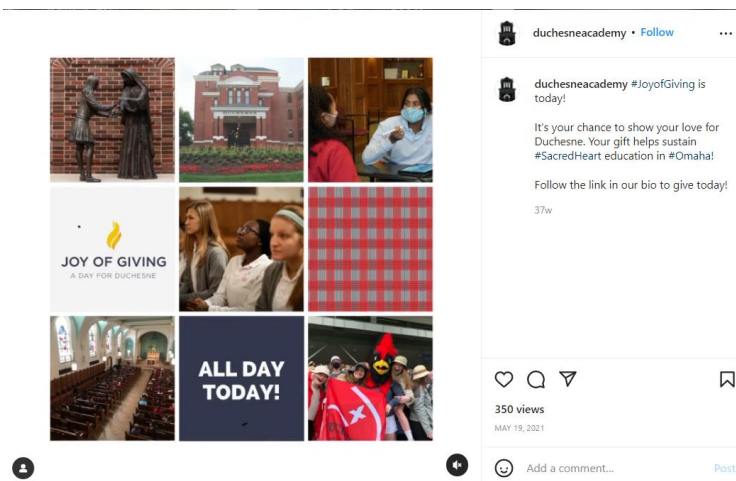 duchesneacademy • Follow
duchesneacademy #JoyofGiving is
today!
It's your chance to show your love for
Duchesne. Your gift helps sustain
#SacredHeart education in #Omaha!
Follow the link in our bio to give today!
37w
JOY OF GIVING
A DAY FOR DUCHESNE
ALL DAY
TODAY!
350 views
MAY 19, 2021
Add a comment...
Post